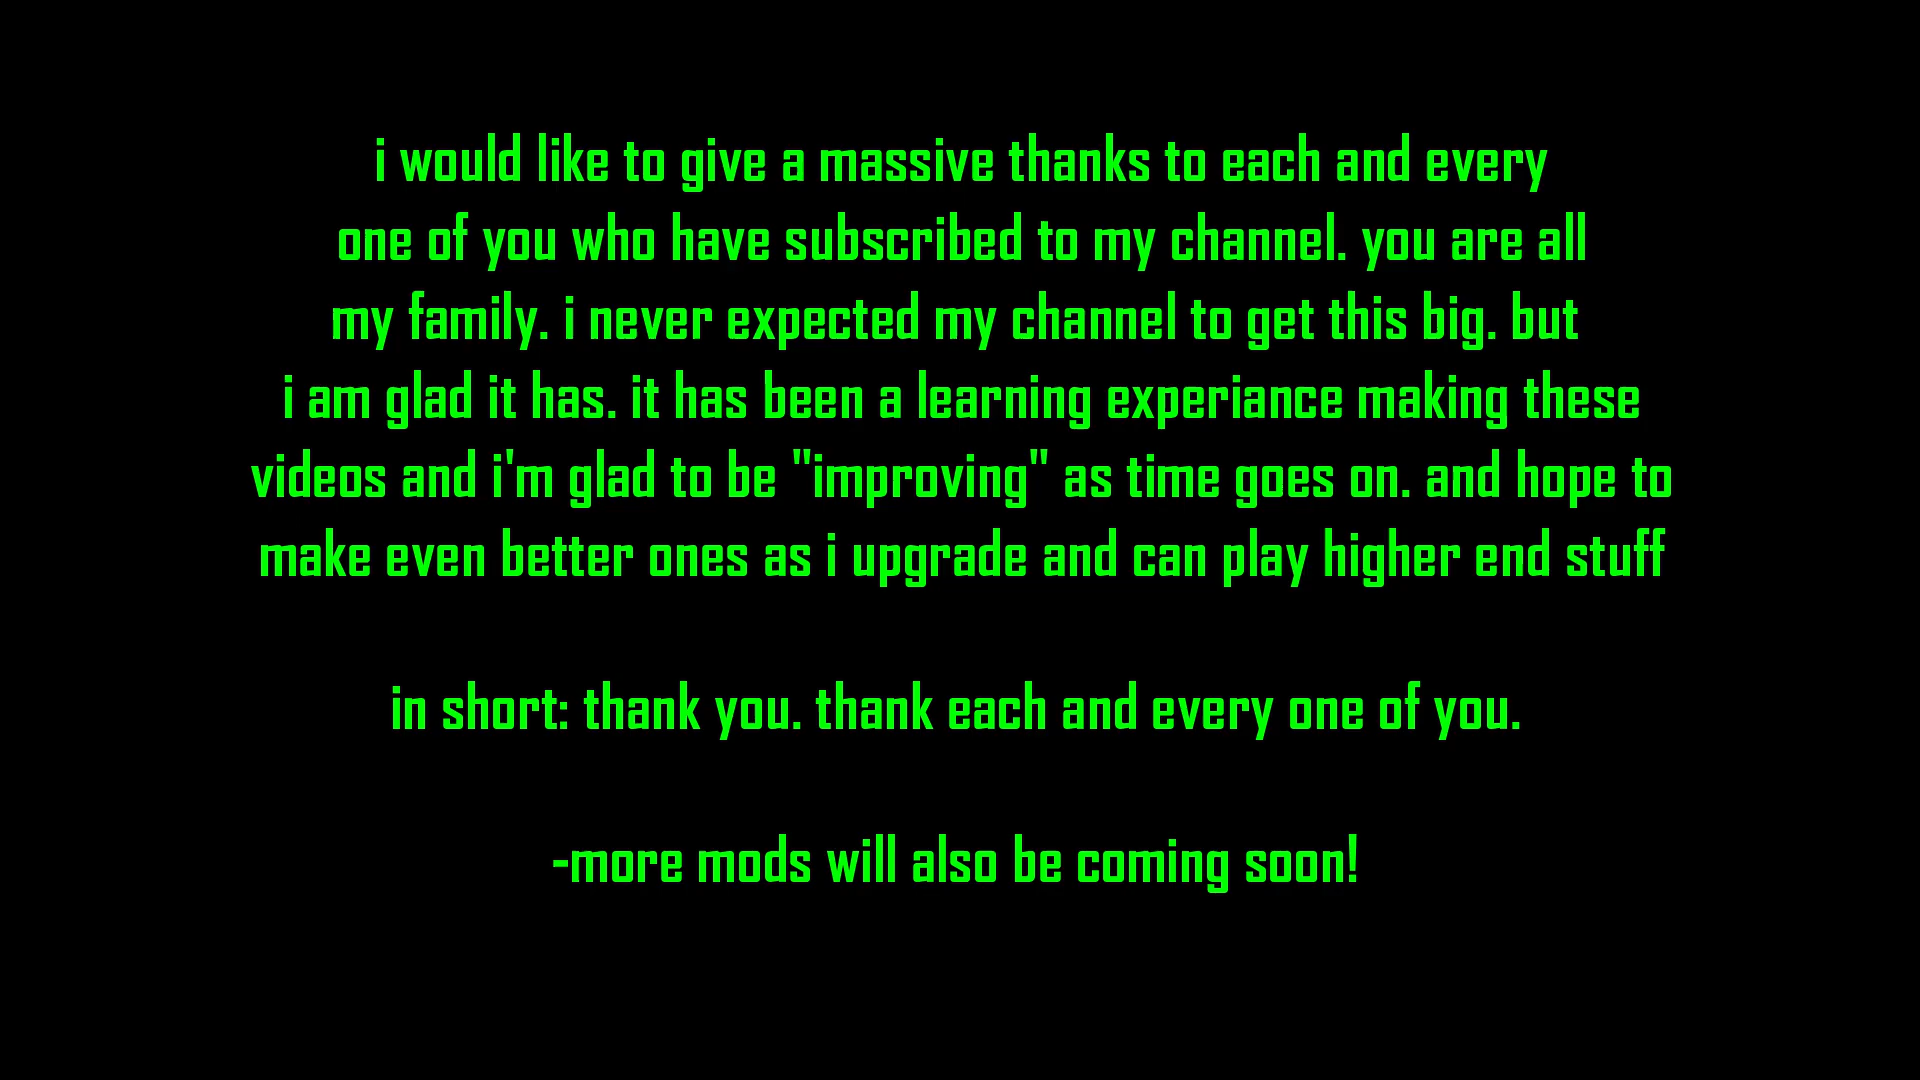 i would like to give a massive thanks to each and every
one of you who have subscribed to my channel. you are all
my family. i never expected my channel to get this big. but
i am glad it has. it has been a learning experiance making these
videos and i'm glad to be "improving" as time goes on. and hope to
make even better ones as i upgrade and can play higher end stuff
in short: thank you. thank each and every one of you.
-more mods will also be coming soon!